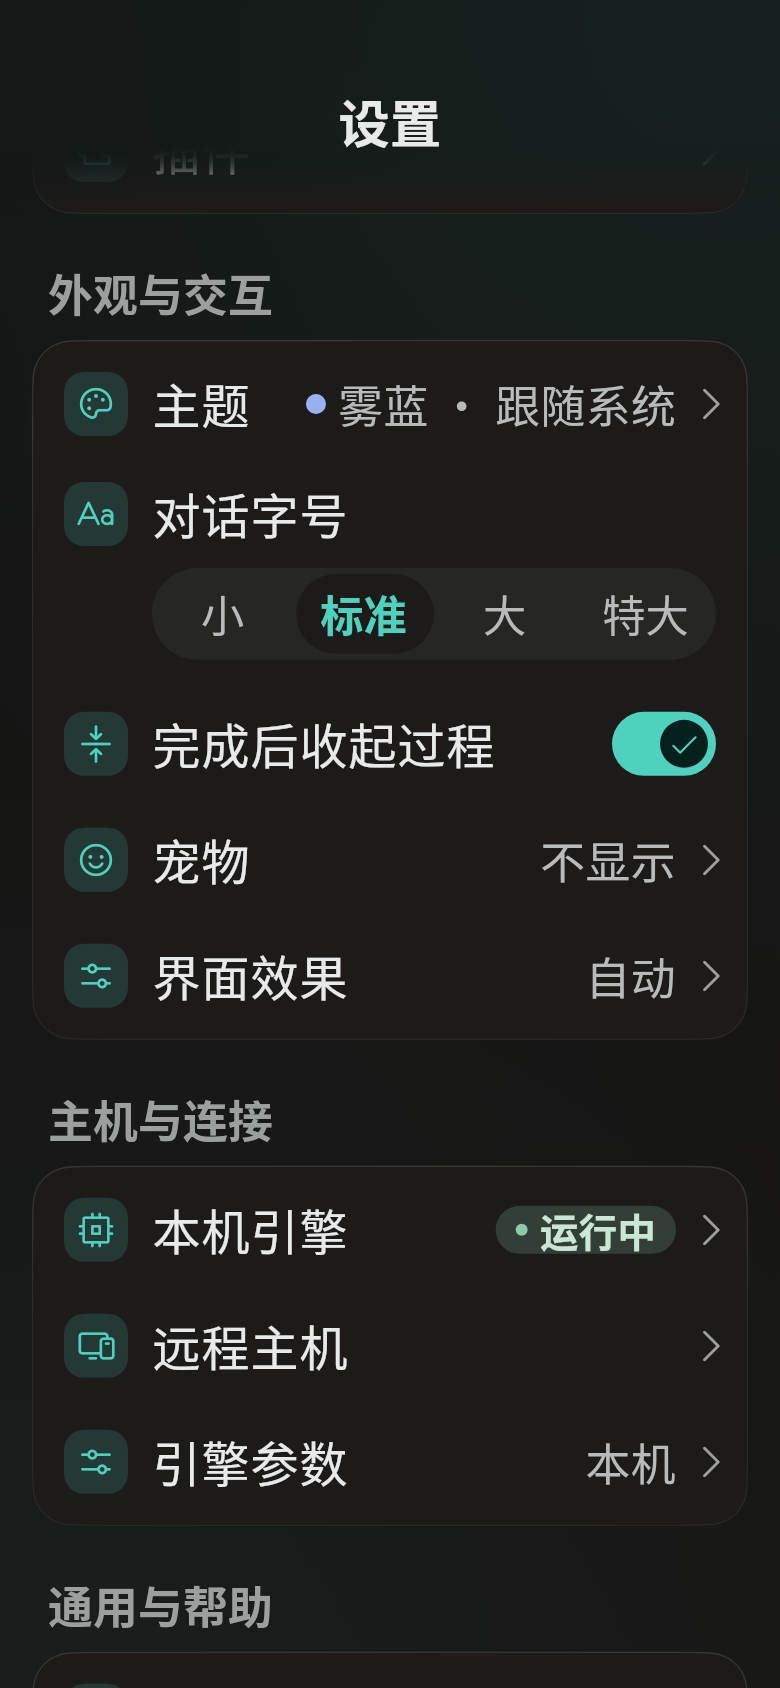 设置
插件
外观与交互
主题 雾蓝 · 跟随系统
Aa 对话字号
小 标准 大 特大
完成后收起过程
宠物 不显示
界面效果 自动
主机与连接
本机引擎 运行中
远程主机
引擎参数 本机
通用与帮助